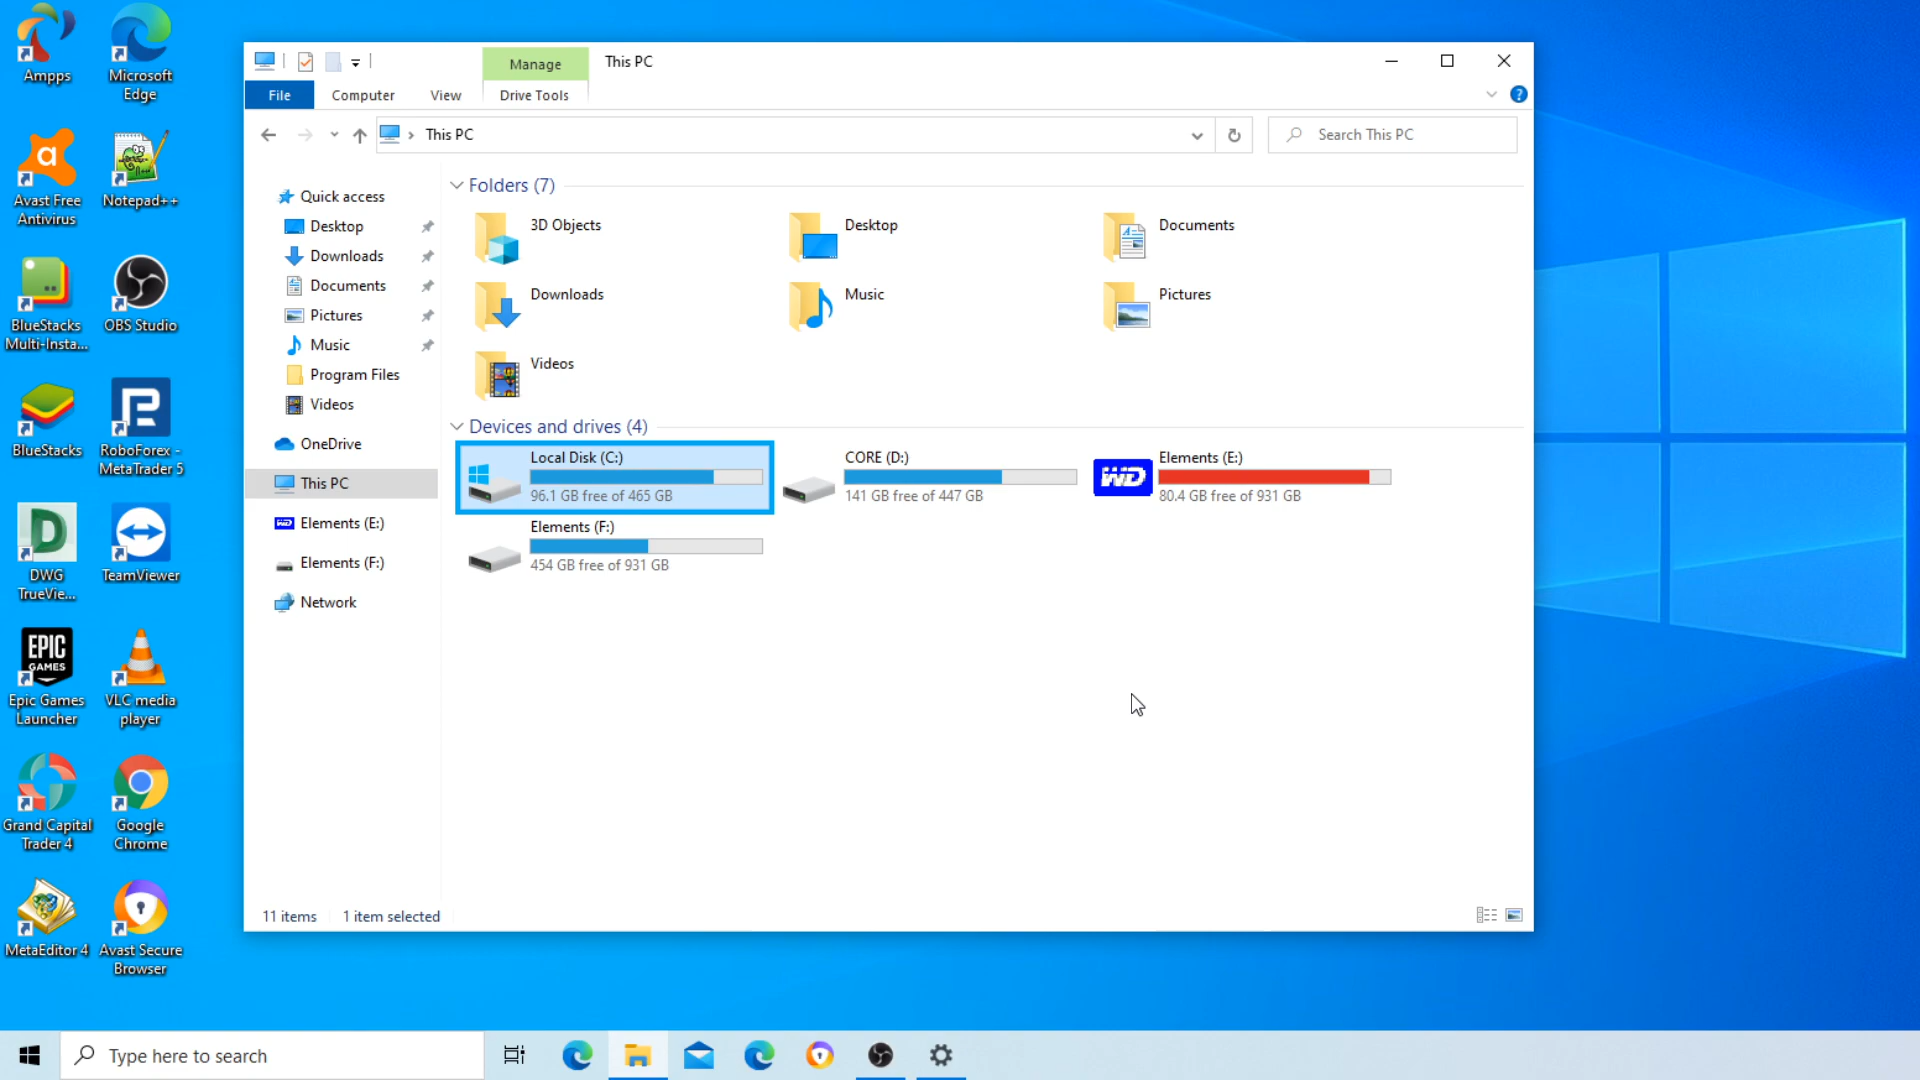 Ampps
Microsoft
Edge
Avast Free
Antivirus
Notepad++
BlueStacks
Multi-Insta...
OBS Studio
BlueStacks
RoboForex -
MetaTrader 5
DWG
TrueVie...
TeamViewer
EPIC
GAMES
Epic Games
Launcher
VLC media
player
Grand Capital
Trader 4
Google
Chrome
MetaEditor 4
Avast Secure
Browser
Manage
This PC
File
Computer
View
Drive Tools
This PC
Search This PC
Quick access
Desktop
Downloads
Documents
Pictures
Music
Program Files
Videos
OneDrive
This PC
Elements (E:)
Elements (F:)
Network
Folders (7)
3D Objects
Desktop
Documents
Downloads
Music
Pictures
Videos
Devices and drives (4)
Local Disk (C:)
96.1 GB free of 465 GB
CORE (D:)
141 GB free of 447 GB
WD
Elements (E:)
80.4 GB free of 931 GB
Elements (F:)
454 GB free of 931 GB
11 items
1 item selected
Type here to search